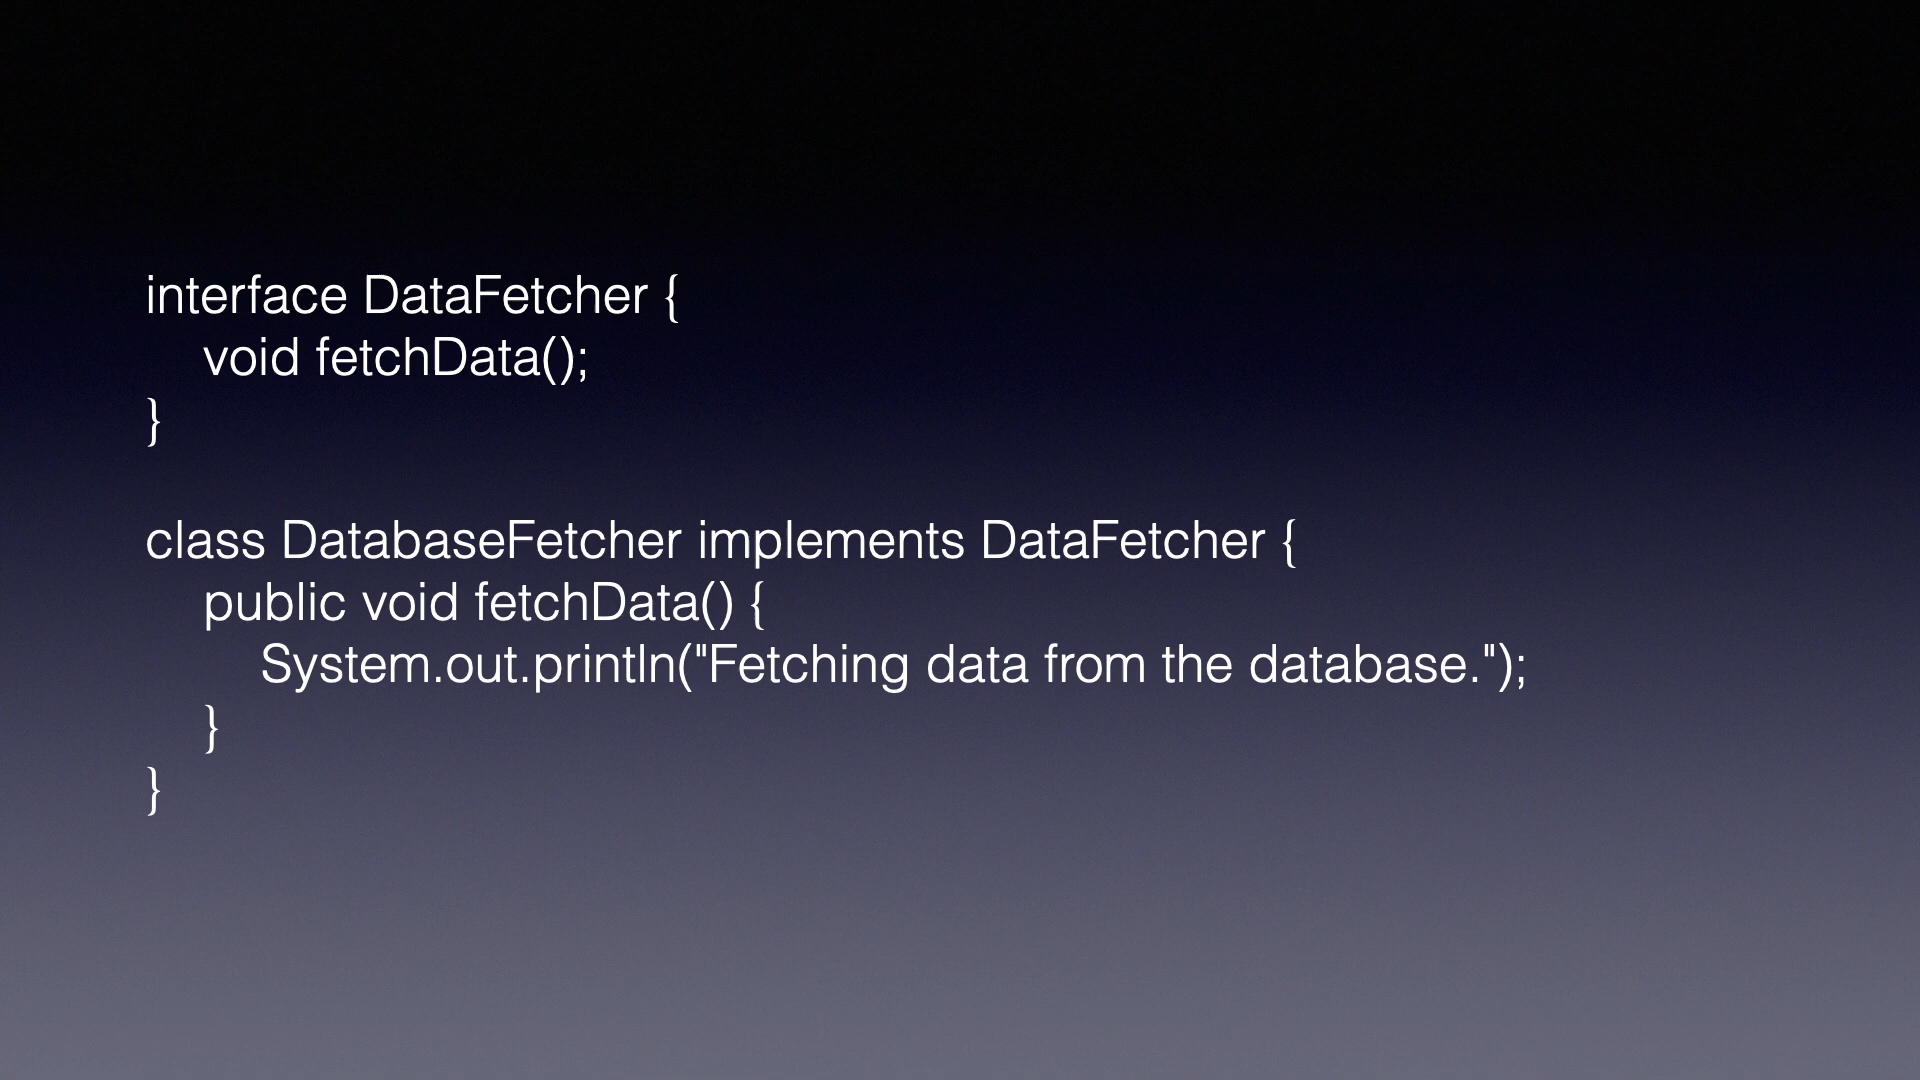 interface DataFetcher {
    void fetchData();
}

class DatabaseFetcher implements DataFetcher {
    public void fetchData() {
        System.out.println("Fetching data from the database.");
    }
}